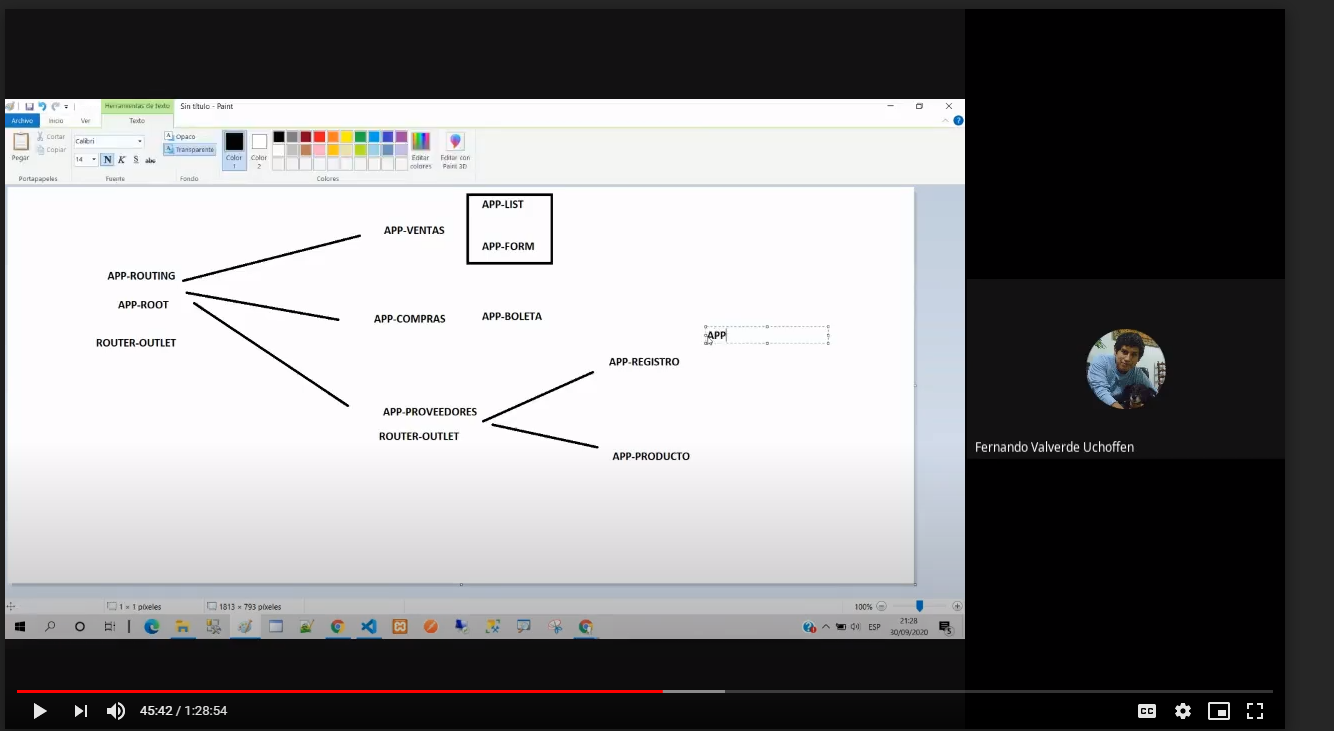 Herramientas de texto
Sin título - Paint
Archivo
Inicio
Ver
Texto
Pegar
Cortar
Copiar
Portapapeles
Calibri
14
N K S abc
Fuente
Opaco
Transparente
Fondo
Color 1
Color 2
Editar colores
Editar con Paint 3D
Colores
APP-LIST
APP-VENTAS
APP-FORM
APP-ROUTING
APP-ROOT
APP-COMPRAS
APP-BOLETA
APP
ROUTER-OUTLET
APP-REGISTRO
APP-PROVEEDORES
ROUTER-OUTLET
APP-PRODUCTO
Fernando Valverde Uchoffen
1 × 1 píxeles
1813 × 793 píxeles
100%
ESP
21:28
30/09/2020
45:42 / 1:28:54
CC